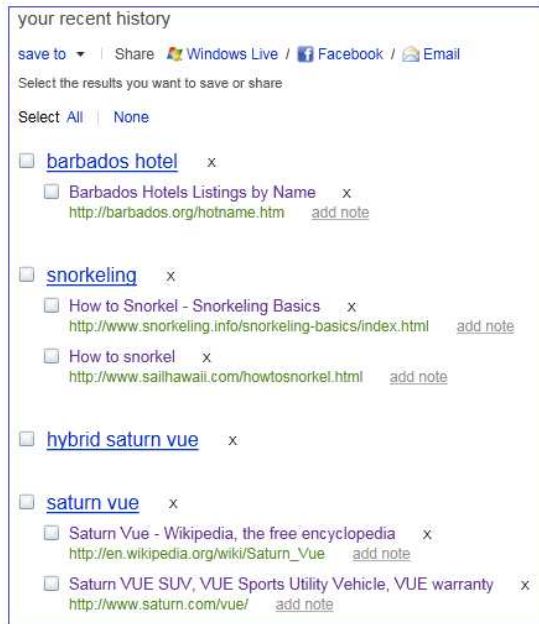 your recent history
save to | Share Windows Live / Facebook / Email
Select the results you want to save or share
Select All | None
barbados hotel x
Barbados Hotels Listings by Name x
http://barbados.org/hotname.htm add note
snorkeling x
How to Snorkel - Snorkeling Basics x
http://www.snorkeling.info/snorkeling-basics/index.html add note
How to snorkel x
http://www.sailhawaii.com/howtosnorkel.html add note
hybrid saturn vue x
saturn vue x
Saturn Vue - Wikipedia, the free encyclopedia x
http://en.wikipedia.org/wiki/Saturn_Vue add note
Saturn VUE SUV, VUE Sports Utility Vehicle, VUE warranty x
http://www.saturn.com/vue/ add note